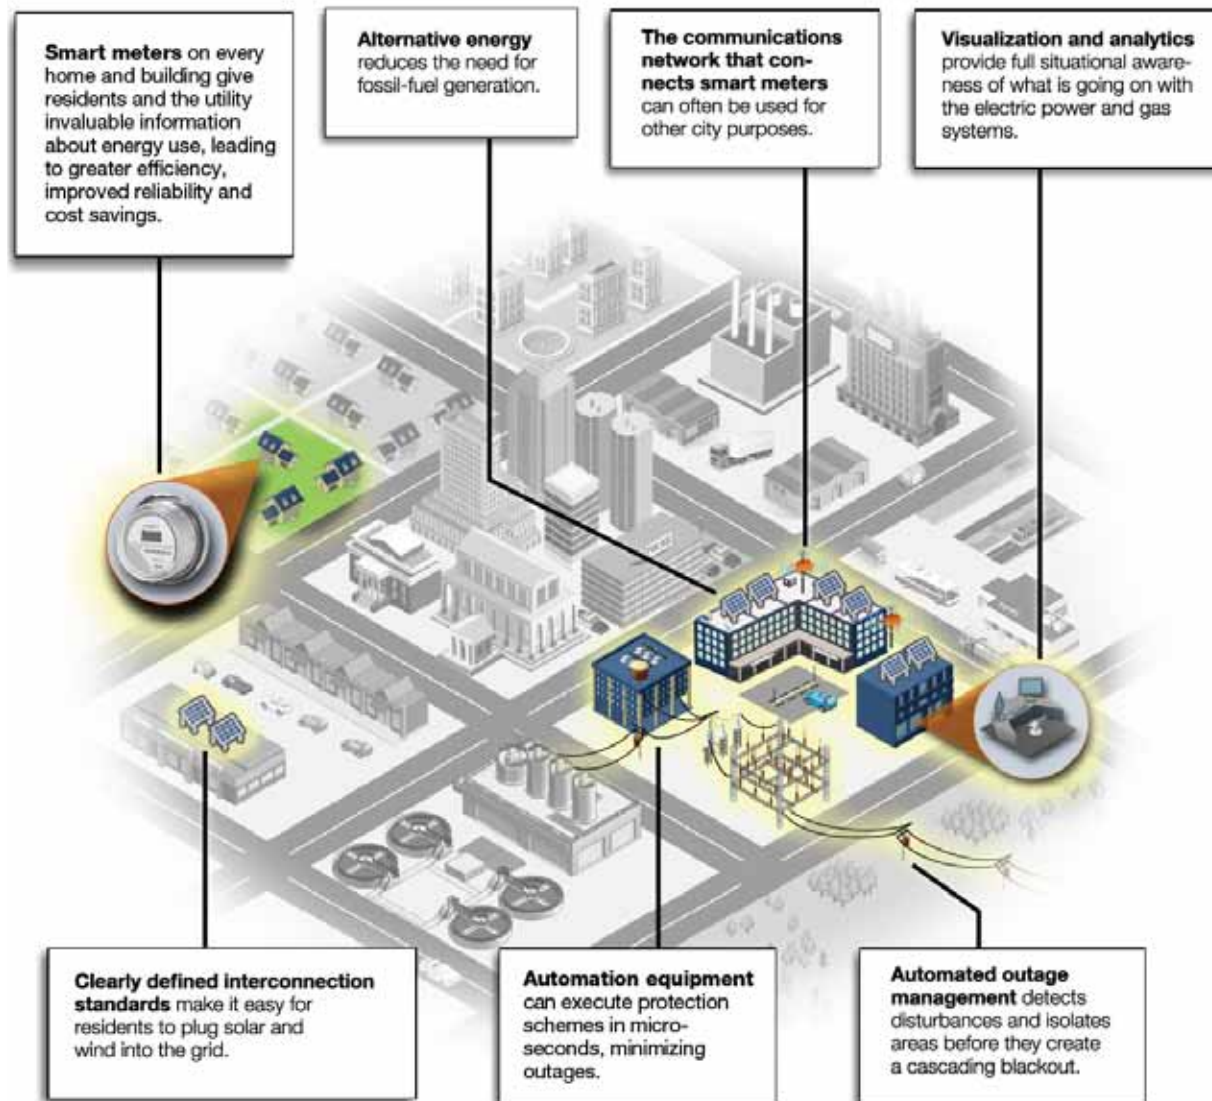 Smart meters on every
home and building give
residents and the utility
invaluable information
about energy use, leading
to greater efficiency,
improved reliability and
cost savings.
Alternative energy
reduces the need for
fossil-fuel generation.
The communications
network that con-
nects smart meters
can often be used for
other city purposes.
Visualization and analytics
provide full situational aware-
ness of what is going on with
the electric power and gas
systems.
Clearly defined interconnection
standards make it easy for
residents to plug solar and
wind into the grid.
Automation equipment
can execute protection
schemes in micro-
seconds, minimizing
outages.
Automated outage
management detects
disturbances and isolates
areas before they create
a cascading blackout.